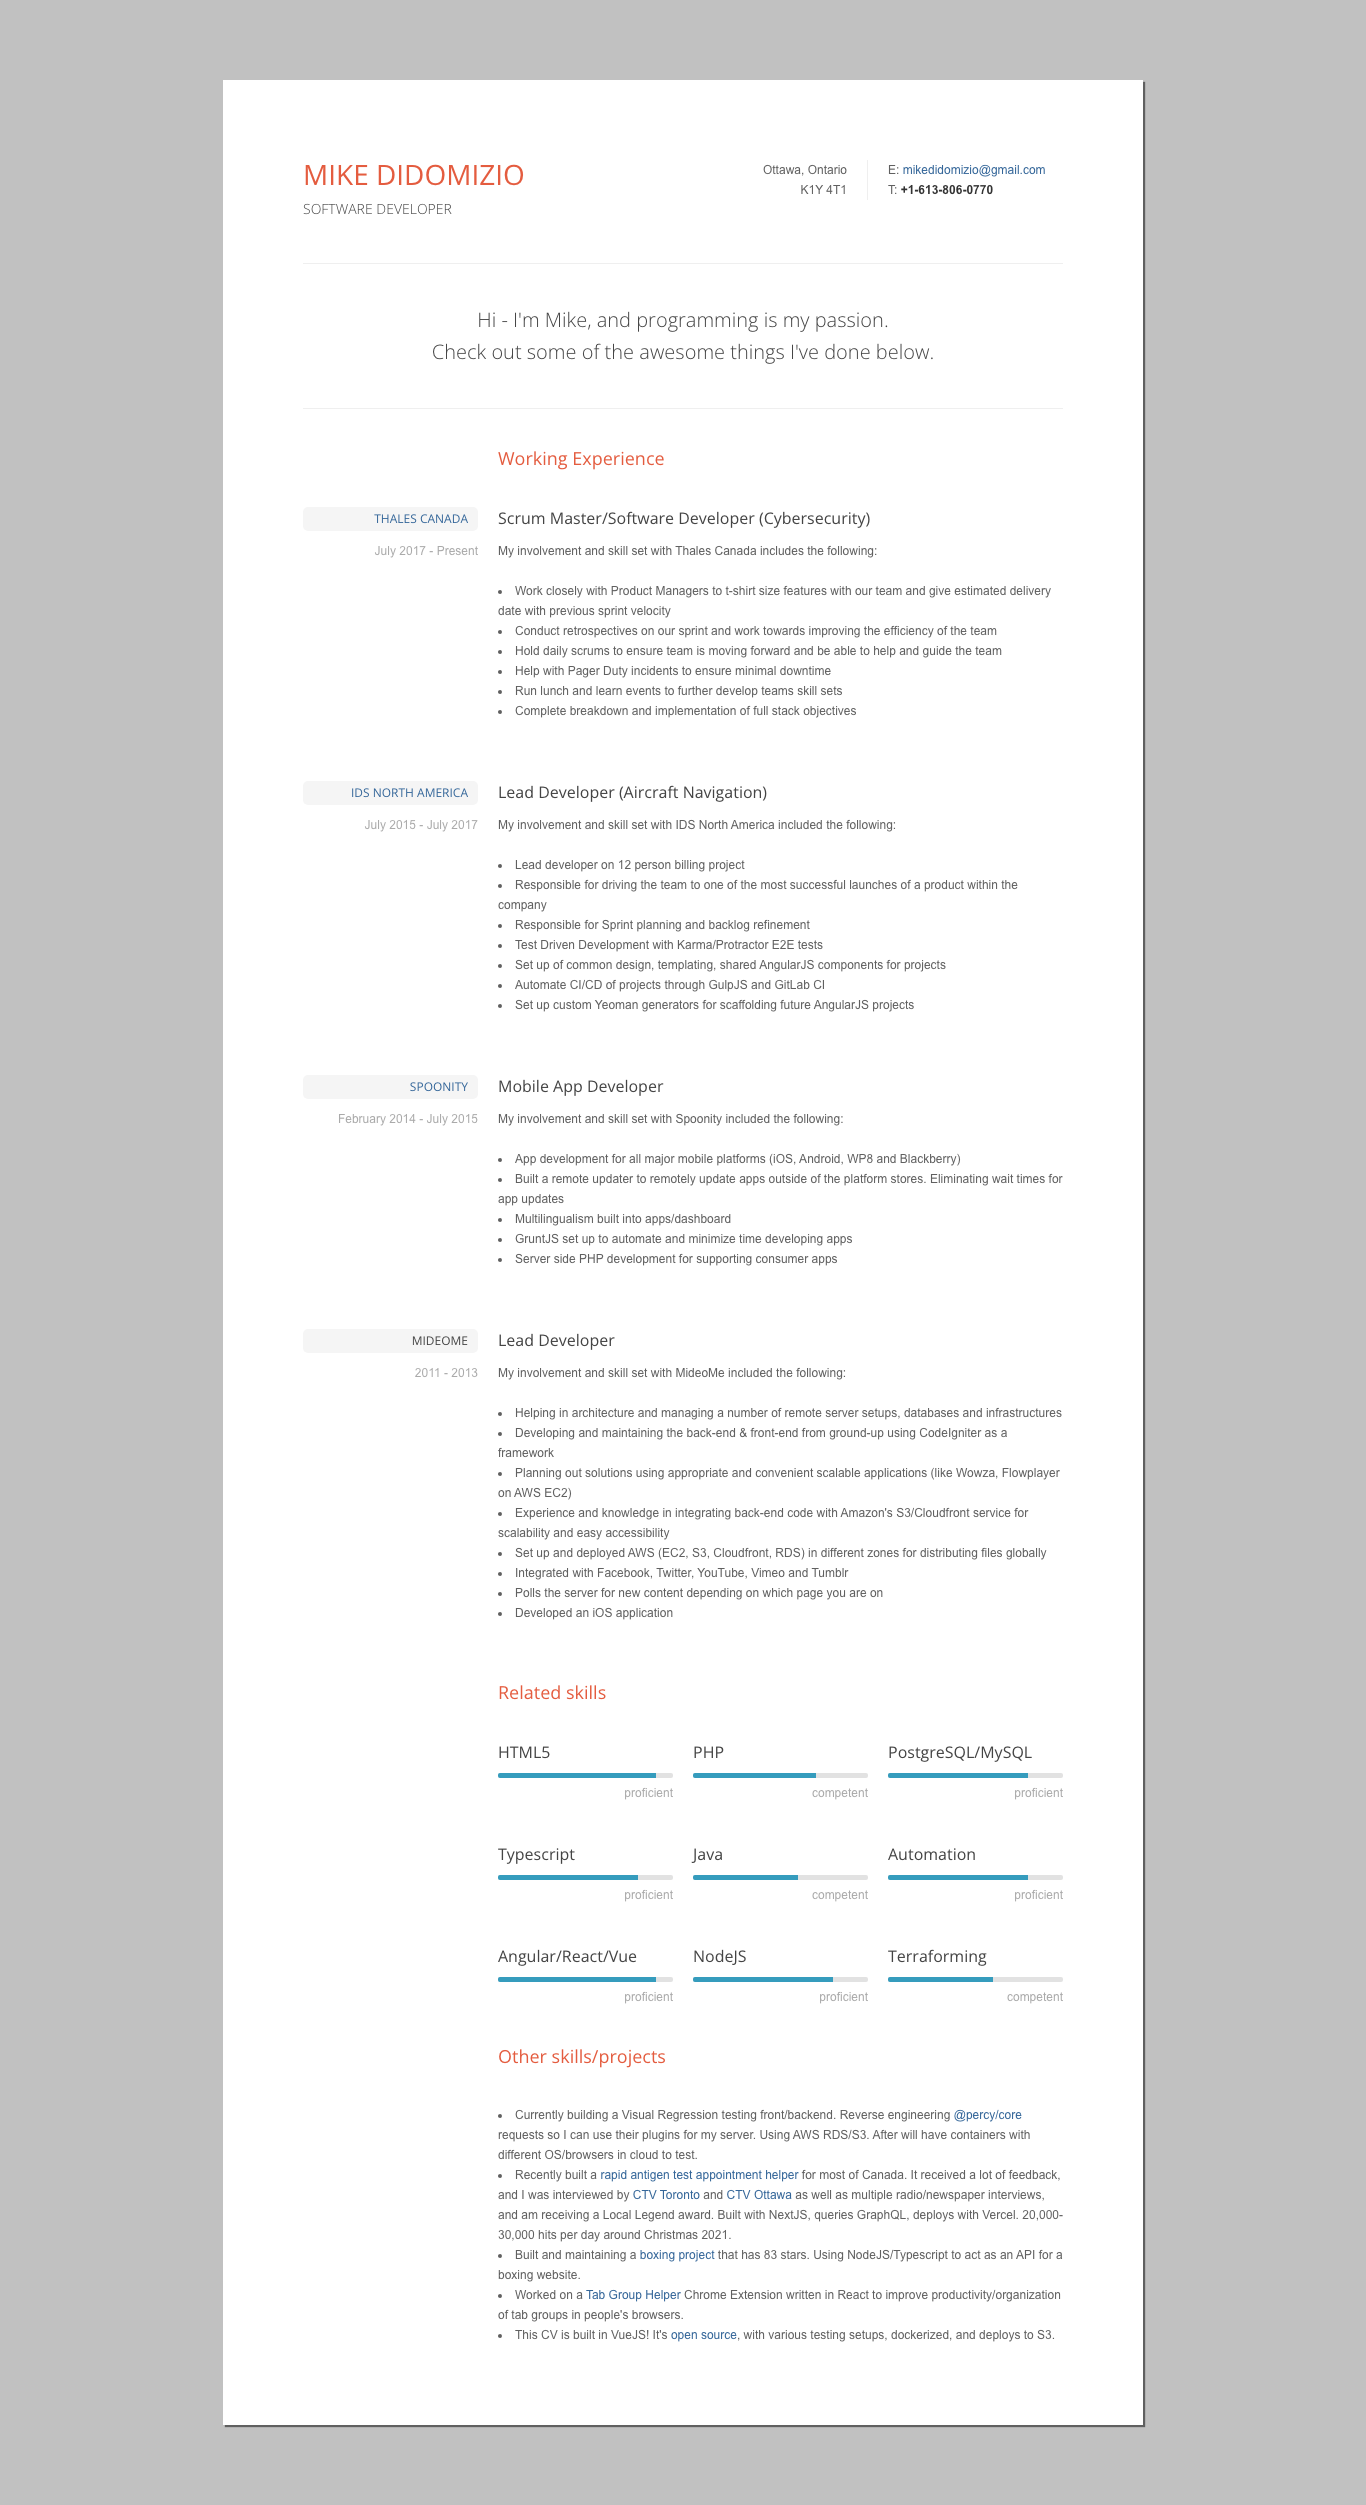 MIKE DIDOMIZIO
SOFTWARE DEVELOPER
Ottawa, Ontario
K1Y 4T1
E: mikedidomizio@gmail.com
T: +1-613-806-0770
Hi - I'm Mike, and programming is my passion.
Check out some of the awesome things I've done below.
Working Experience
THALES CANADA
July 2017 - Present
Scrum Master/Software Developer (Cybersecurity)
My involvement and skill set with Thales Canada includes the following:
• Work closely with Product Managers to t-shirt size features with our team and give estimated delivery
date with previous sprint velocity
• Conduct retrospectives on our sprint and work towards improving the efficiency of the team
• Hold daily scrums to ensure team is moving forward and be able to help and guide the team
• Help with Pager Duty incidents to ensure minimal downtime
• Run lunch and learn events to further develop teams skill sets
• Complete breakdown and implementation of full stack objectives
IDS NORTH AMERICA
July 2015 - July 2017
Lead Developer (Aircraft Navigation)
My involvement and skill set with IDS North America included the following:
• Lead developer on 12 person billing project
• Responsible for driving the team to one of the most successful launches of a product within the
company
• Responsible for Sprint planning and backlog refinement
• Test Driven Development with Karma/Protractor E2E tests
• Set up of common design, templating, shared AngularJS components for projects
• Automate CI/CD of projects through GulpJS and GitLab CI
• Set up custom Yeoman generators for scaffolding future AngularJS projects
SPOONITY
February 2014 - July 2015
Mobile App Developer
My involvement and skill set with Spoonity included the following:
• App development for all major mobile platforms (iOS, Android, WP8 and Blackberry)
• Built a remote updater to remotely update apps outside of the platform stores. Eliminating wait times for
app updates
• Multilingualism built into apps/dashboard
• GruntJS set up to automate and minimize time developing apps
• Server side PHP development for supporting consumer apps
MIDEOME
2011 - 2013
Lead Developer
My involvement and skill set with MideoMe included the following:
• Helping in architecture and managing a number of remote server setups, databases and infrastructures
• Developing and maintaining the back-end & front-end from ground-up using CodeIgniter as a
framework
• Planning out solutions using appropriate and convenient scalable applications (like Wowza, Flowplayer
on AWS EC2)
• Experience and knowledge in integrating back-end code with Amazon's S3/Cloudfront service for
scalability and easy accessibility
• Set up and deployed AWS (EC2, S3, Cloudfront, RDS) in different zones for distributing files globally
• Integrated with Facebook, Twitter, YouTube, Vimeo and Tumblr
• Polls the server for new content depending on which page you are on
• Developed an iOS application
Related skills
HTML5 PHP PostgreSQL/MySQL
proficient competent proficient
Typescript Java Automation
proficient competent proficient
Angular/React/Vue NodeJS Terraforming
proficient proficient competent
Other skills/projects
• Currently building a Visual Regression testing front/backend. Reverse engineering @percy/core
requests so I can use their plugins for my server. Using AWS RDS/S3. After will have containers with
different OS/browsers in cloud to test.
• Recently built a rapid antigen test appointment helper for most of Canada. It received a lot of feedback,
and I was interviewed by CTV Toronto and CTV Ottawa as well as multiple radio/newspaper interviews,
and am receiving a Local Legend award. Built with NextJS, queries GraphQL, deploys with Vercel. 20,000-
30,000 hits per day around Christmas 2021.
• Built and maintaining a boxing project that has 83 stars. Using NodeJS/Typescript to act as an API for a
boxing website.
• Worked on a Tab Group Helper Chrome Extension written in React to improve productivity/organization
of tab groups in people's browsers.
• This CV is built in VueJS! It's open source, with various testing setups, dockerized, and deploys to S3.